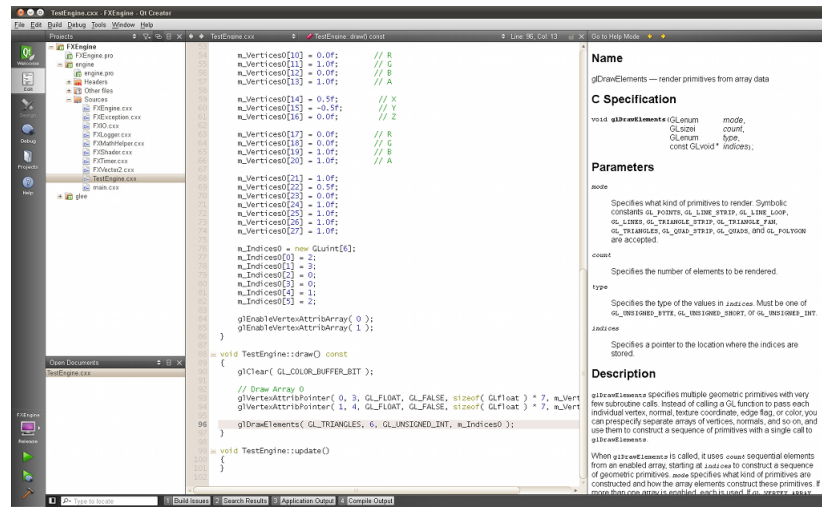 TestEngine.cxx - FXEngine - Qt Creator
File Edit Build Debug Tools Window Help
Projects
TestEngine.cxx
TestEngine::draw() const
Line: 96, Col: 13
Go to Help Mode
Welcome
Edit
Debug
Projects
Help
FXEngine
FXEngine.pro
engine
engine.pro
Headers
Other files
Sources
FXEngine.cxx
FXException.cxx
FXIO.cxx
FXLogger.cxx
FXMathHelper.cxx
FXShader.cxx
FXTimer.cxx
FXVector2.cxx
TestEngine.cxx
main.cxx
glee
Open Documents
TestEngine.cxx
FXEngine
Release
m_Vertices0[10] = 0.0f; // R
m_Vertices0[11] = 1.0f; // G
m_Vertices0[12] = 0.0f; // B
m_Vertices0[13] = 1.0f; // A
m_Vertices0[14] = 0.5f; // X
m_Vertices0[15] = -0.5f; // Y
m_Vertices0[16] = 0.0f; // Z
m_Vertices0[17] = 0.0f; // R
m_Vertices0[18] = 0.0f; // G
m_Vertices0[19] = 1.0f; // B
m_Vertices0[20] = 1.0f; // A
m_Vertices0[21] = 1.0f;
m_Vertices0[22] = 0.5f;
m_Vertices0[23] = 0.0f;
m_Vertices0[24] = 1.0f;
m_Vertices0[25] = 1.0f;
m_Vertices0[26] = 1.0f;
m_Vertices0[27] = 1.0f;
m_Indices0 = new GLuint[6];
m_Indices0[0] = 2;
m_Indices0[1] = 3;
m_Indices0[2] = 0;
m_Indices0[3] = 0;
m_Indices0[4] = 1;
m_Indices0[5] = 2;
glEnableVertexAttribArray( 0 );
glEnableVertexAttribArray( 1 );
}
void TestEngine::draw() const
{
glClear( GL_COLOR_BUFFER_BIT );
// Draw Array 0
glVertexAttribPointer( 0, 3, GL_FLOAT, GL_FALSE, sizeof( GLfloat ) * 7, m_Vert
glVertexAttribPointer( 1, 4, GL_FLOAT, GL_FALSE, sizeof( GLfloat ) * 7, m_Vert
96 glDrawElements( GL_TRIANGLES, 6, GL_UNSIGNED_INT, m_Indices0 );
}
void TestEngine::update()
{
}
Name
glDrawElements — render primitives from array data
C Specification
void glDrawElements(GLenum mode,
GLsizei count,
GLenum type,
const GLvoid * indices);
Parameters
mode
Specifies what kind of primitives to render. Symbolic
constants GL_POINTS, GL_LINE_STRIP, GL_LINE_LOOP,
GL_LINES, GL_TRIANGLE_STRIP, GL_TRIANGLE_FAN,
GL_TRIANGLES, GL_QUAD_STRIP, GL_QUADS, and GL_POLYGON
are accepted.
count
Specifies the number of elements to be rendered.
type
Specifies the type of the values in indices. Must be one of
GL_UNSIGNED_BYTE, GL_UNSIGNED_SHORT, or GL_UNSIGNED_INT.
indices
Specifies a pointer to the location where the indices are
stored.
Description
glDrawElements specifies multiple geometric primitives with very
few subroutine calls. Instead of calling a GL function to pass each
individual vertex, normal, texture coordinate, edge flag, or color, you
can prespecify separate arrays of vertices, normals, and so on, and
use them to construct a sequence of primitives with a single call to
glDrawElements.
When glDrawElements is called, it uses count sequential elements
from an enabled array, starting at indices to construct a sequence
of geometric primitives. mode specifies what kind of primitives are
constructed and how the array elements construct these primitives. If
more than one array is enabled, each is used. If GL_VERTEX_ARRAY
Type to locate
1 Build Issues
2 Search Results
3 Application Output
4 Compile Output